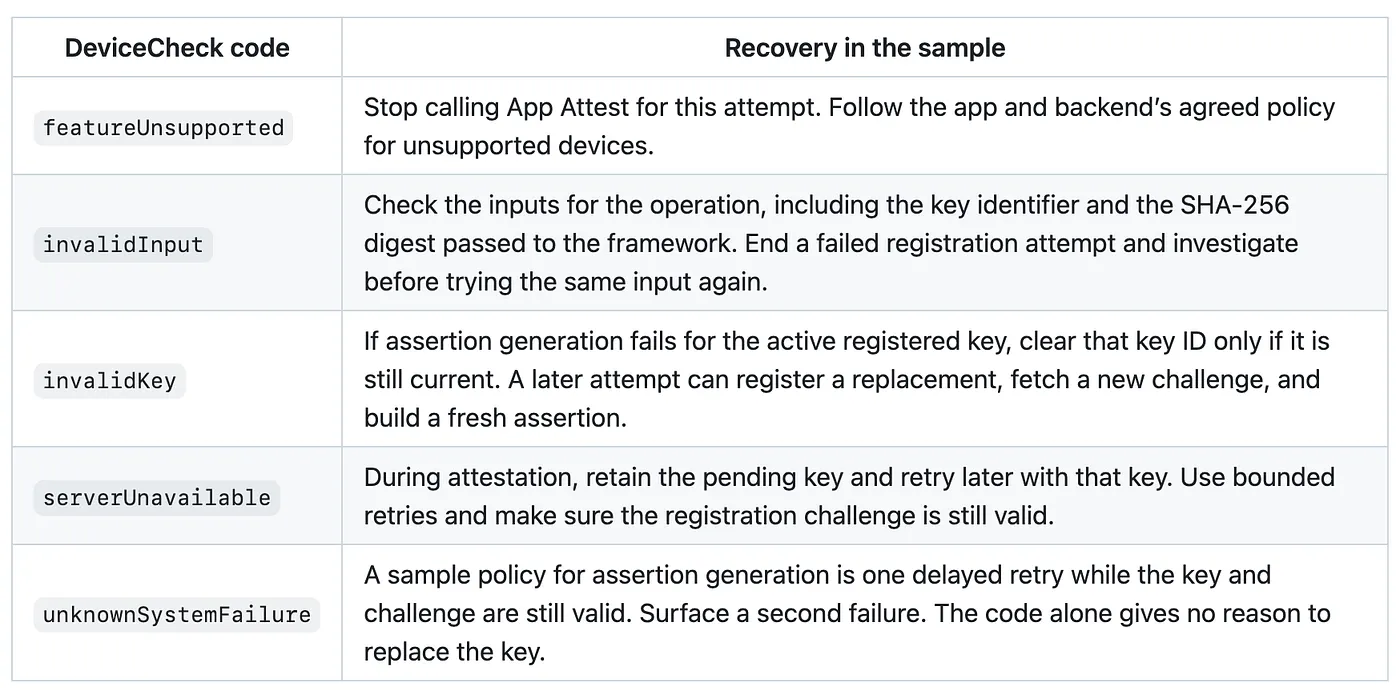 DeviceCheck code
Recovery in the sample
featureUnsupported
Stop calling App Attest for this attempt. Follow the app and backend’s agreed policy
for unsupported devices.
invalidInput
Check the inputs for the operation, including the key identifier and the SHA-256
digest passed to the framework. End a failed registration attempt and investigate
before trying the same input again.
invalidKey
If assertion generation fails for the active registered key, clear that key ID only if it is
still current. A later attempt can register a replacement, fetch a new challenge, and
build a fresh assertion.
serverUnavailable
During attestation, retain the pending key and retry later with that key. Use bounded
retries and make sure the registration challenge is still valid.
unknownSystemFailure
A sample policy for assertion generation is one delayed retry while the key and
challenge are still valid. Surface a second failure. The code alone gives no reason to
replace the key.